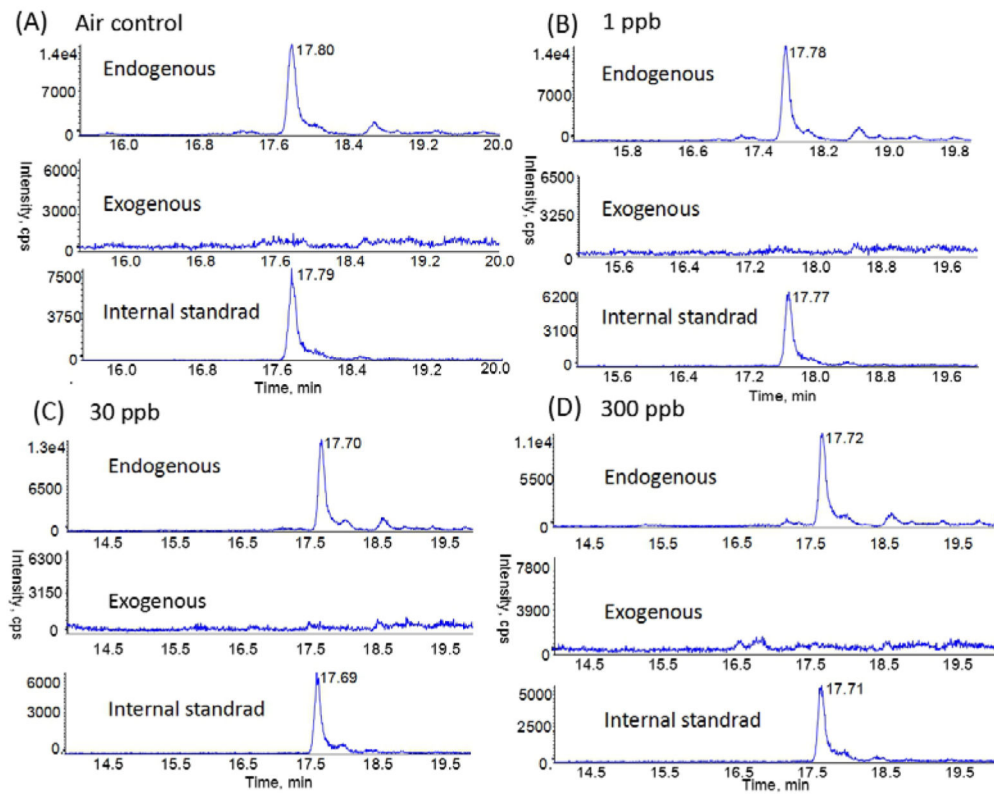 (A) Air control
1.4e4
7000
0
Endogenous
17.80
16.0 16.8 17.6 18.4 19.2 20.0
Intensity, cps
6000
3000
0
Exogenous
16.0 16.8 17.6 18.4 19.2 20.0
7500
3750
0
Internal standrad
17.79
16.0 16.8 17.6 18.4 19.2 20.0
Time, min
(B) 1 ppb
1.4e4
7000
0
Endogenous
17.78
15.8 16.6 17.4 18.2 19.0 19.8
Intensity, cps
6500
3250
0
Exogenous
15.6 16.4 17.2 18.0 18.8 19.6
6200
3100
0
Internal standrad
17.77
15.6 16.4 17.2 18.0 18.8 19.6
Time, min
(C) 30 ppb
1.3e4
6500
0
Endogenous
17.70
14.5 15.5 16.5 17.5 18.5 19.5
Intensity, cps
6300
3150
0
Exogenous
14.5 15.5 16.5 17.5 18.5 19.5
6000
3000
0.
Internal standrad
17.69
14.5 15.5 16.5 17.5 18.5 19.5
Time, min
(D) 300 ppb
1.1e4
5500
0
Endogenous
17.72
14.5 15.5 16.5 17.5 18.5 19.5
Intensity, cps
7800
3900
0
Exogenous
14.5 15.5 16.5 17.5 18.5 19.5
5000
2500
0.
Internal standrad
17.71
14.5 15.5 16.5 17.5 18.5 19.5
Time, min